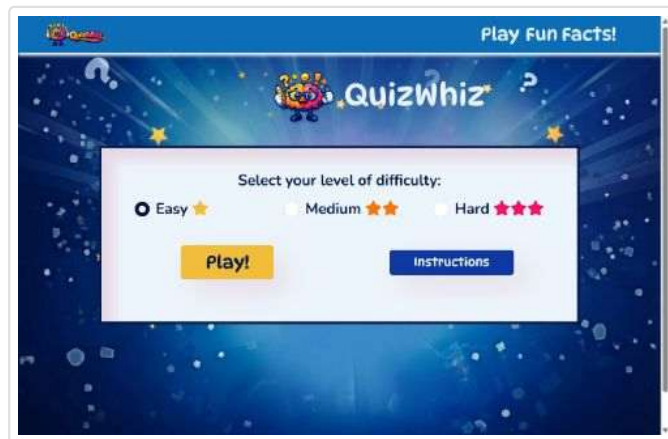 Play Fun Facts!
QuizWhiz
Select your level of difficulty:
Easy Medium Hard
Play! Instructions